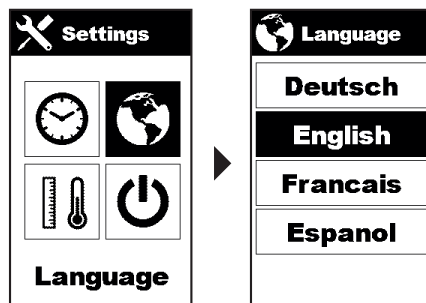 Settings
Language
Language
Deutsch
English
Francais
Espanol